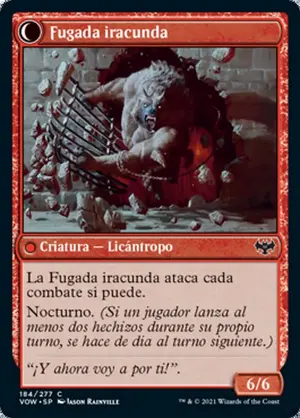 Fugada iracunda
Criatura — Licántropo
La Fugada iracunda ataca cada
combate si puede.
Nocturno. (Si un jugador lanza al
menos dos hechizos durante su propio
turno, se hace de día al turno siguiente.)
“¡Y ahora voy a por ti!”.
6/6
184/277 C
VOW • SP JASON RAINVILLE
™ & © 2021 Wizards of the Coast